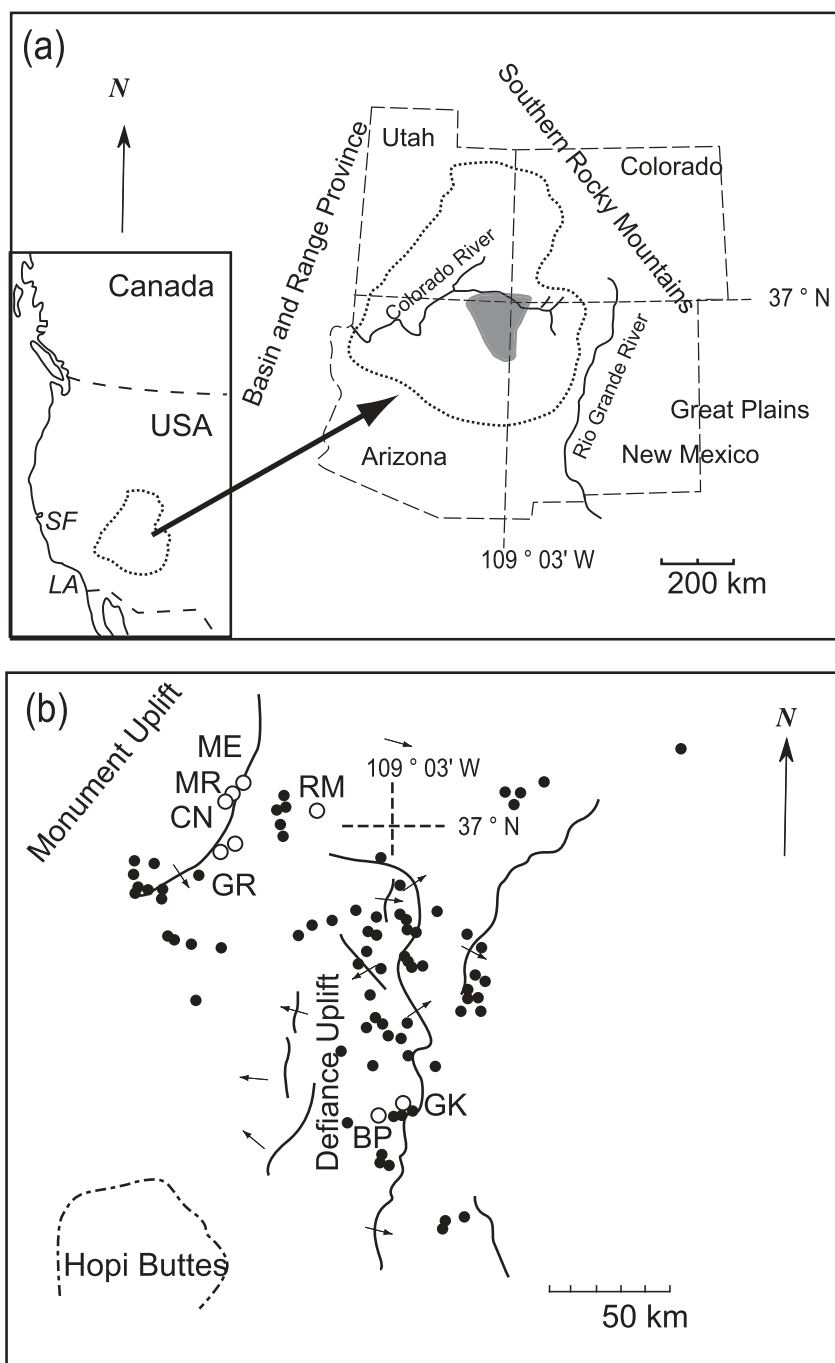 (a)
N
Utah
Southern Rocky Mountains
Colorado
Basin and Range Province
Colorado River
Canada
37 ° N
Rio Grande River
USA
Great Plains
Arizona
New Mexico
SF
109 ° 03' W
LA
200 km
(b)
Monument Uplift
N
ME
109 ° 03' W
MR
RM
CN
37 ° N
GR
Defiance Uplift
GK
BP
Hopi Buttes
50 km